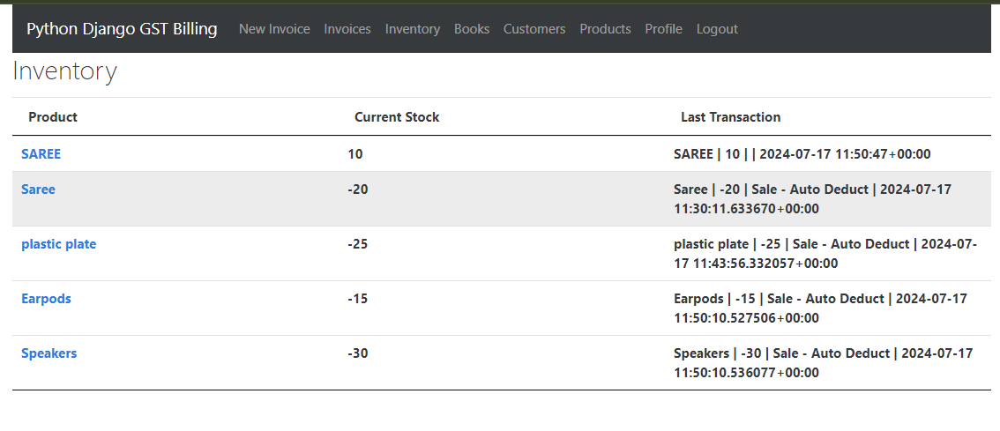 Python Django GST Billing New Invoice Invoices Inventory Books Customers Products Profile Logout
Inventory
Product Current Stock Last Transaction
SAREE 10 SAREE | 10 | | 2024-07-17 11:50:47+00:00
Saree -20 Saree | -20 | Sale - Auto Deduct | 2024-07-17
11:30:11.633670+00:00
plastic plate -25 plastic plate | -25 | Sale - Auto Deduct | 2024-07-
17 11:43:56.332057+00:00
Earpods -15 Earpods | -15 | Sale - Auto Deduct | 2024-07-17
11:50:10.527506+00:00
Speakers -30 Speakers | -30 | Sale - Auto Deduct | 2024-07-17
11:50:10.536077+00:00